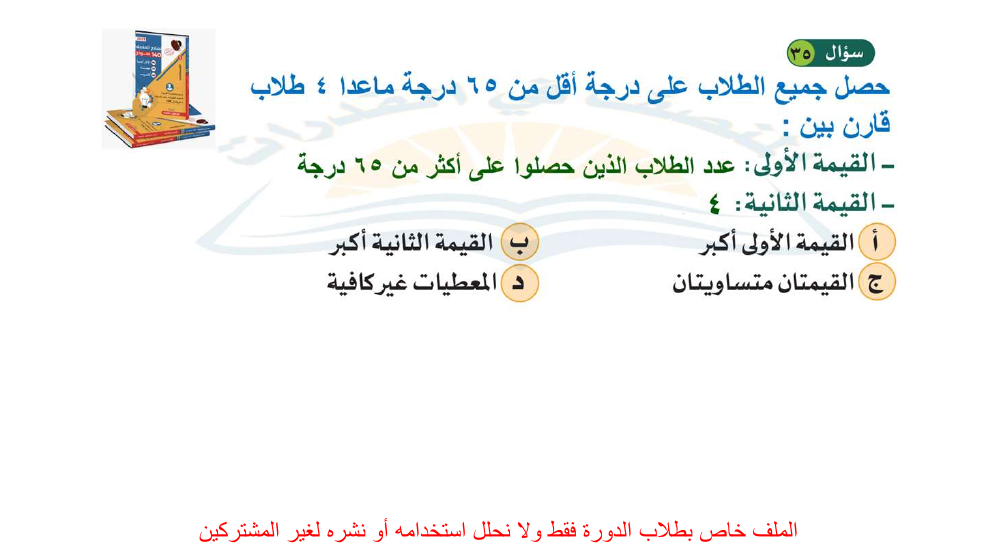 سؤال ٣٥
حصل جميع الطلاب على درجة أقل من ٦٥ درجة ماعدا ٤ طلاب
قارن بين :
- القيمة الأولى: عدد الطلاب الذين حصلوا على أكثر من ٦٥ درجة
- القيمة الثانية: ٤
أ القيمة الأولى أكبر
ب القيمة الثانية أكبر
ج القيمتان متساويتان
د المعطيات غير كافية
الملف خاص بطلاب الدورة فقط ولا نحلل استخدامه أو نشره لغير المشتركين